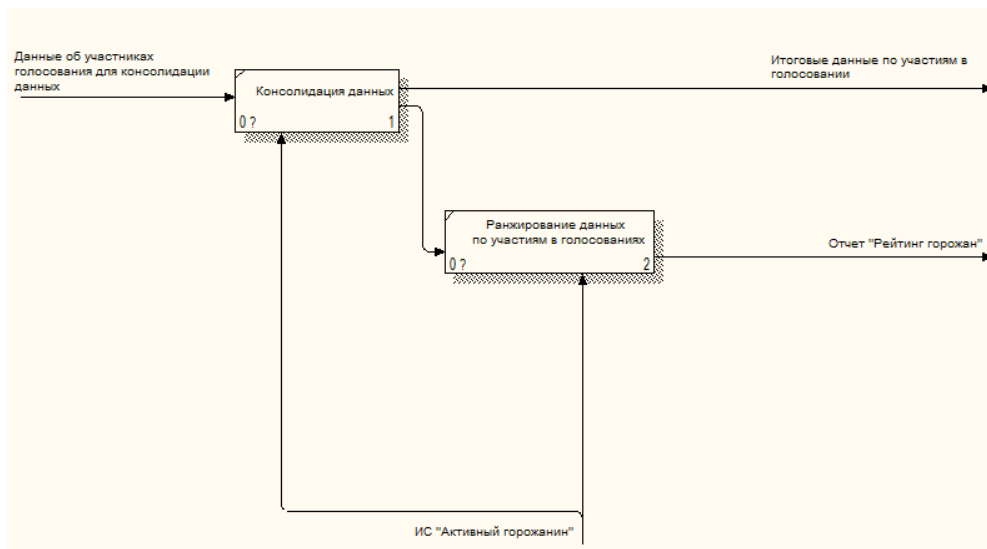 Данные об участниках
голосования для консолидации
данных
Итоговые данные по участиям в
голосовании
Консолидация данных
0 ?
1
Ранжирование данных
по участиям в голосованиях
0 ?
2
Отчет "Рейтинг горожан"
ИС "Активный горожанин"